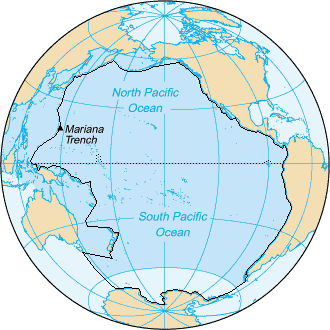 North Pacific
Ocean
Mariana
Trench
South Pacific
Ocean